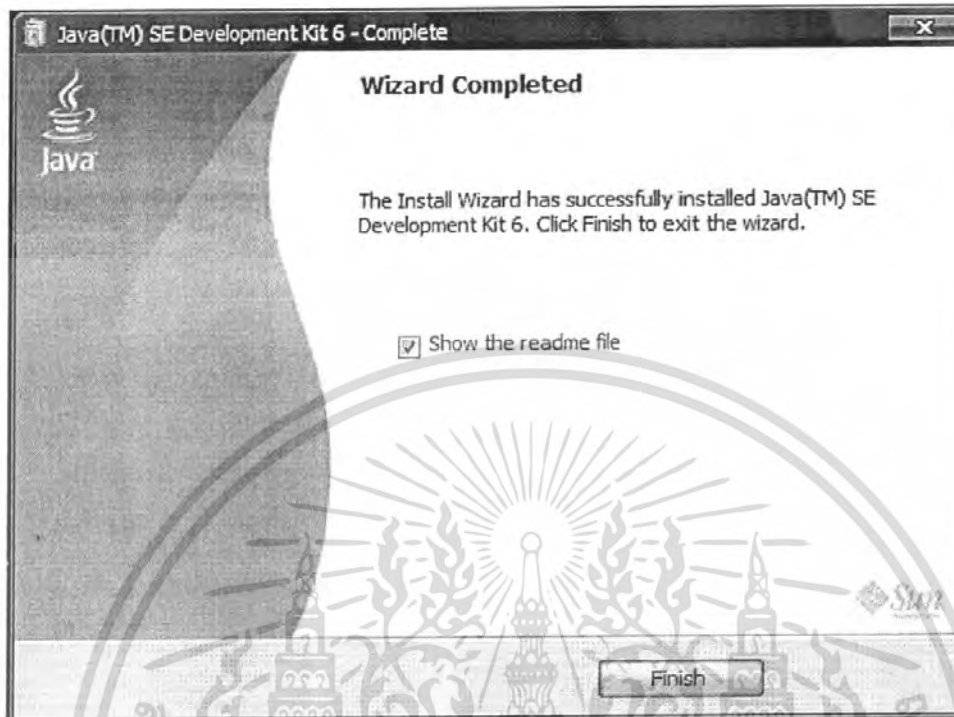 Java(TM) SE Development Kit 6 - Complete
Java
Wizard Completed
The Install Wizard has successfully installed Java(TM) SE
Development Kit 6. Click Finish to exit the wizard.
Show the readme file
Sun
Finish